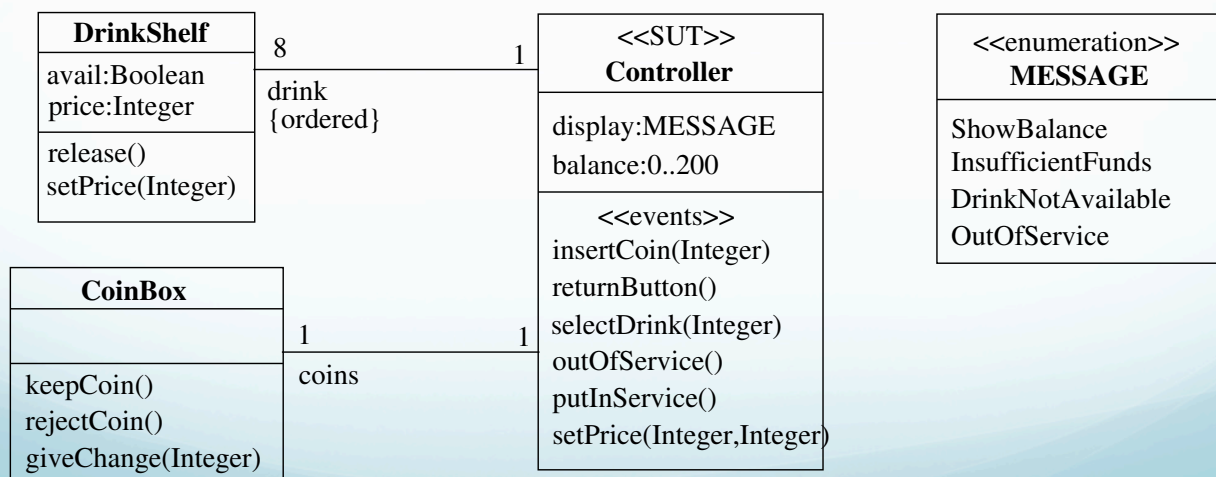 DrinkShelf
avail:Boolean
price:Integer
release()
setPrice(Integer)
8
1
drink
{ordered}
<<SUT>>
Controller
display:MESSAGE
balance:0..200
<<events>>
insertCoin(Integer)
returnButton()
selectDrink(Integer)
outOfService()
putInService()
setPrice(Integer,Integer)
<<enumeration>>
MESSAGE
ShowBalance
InsufficientFunds
DrinkNotAvailable
OutOfService
CoinBox
keepCoin()
rejectCoin()
giveChange(Integer)
1
1
coins